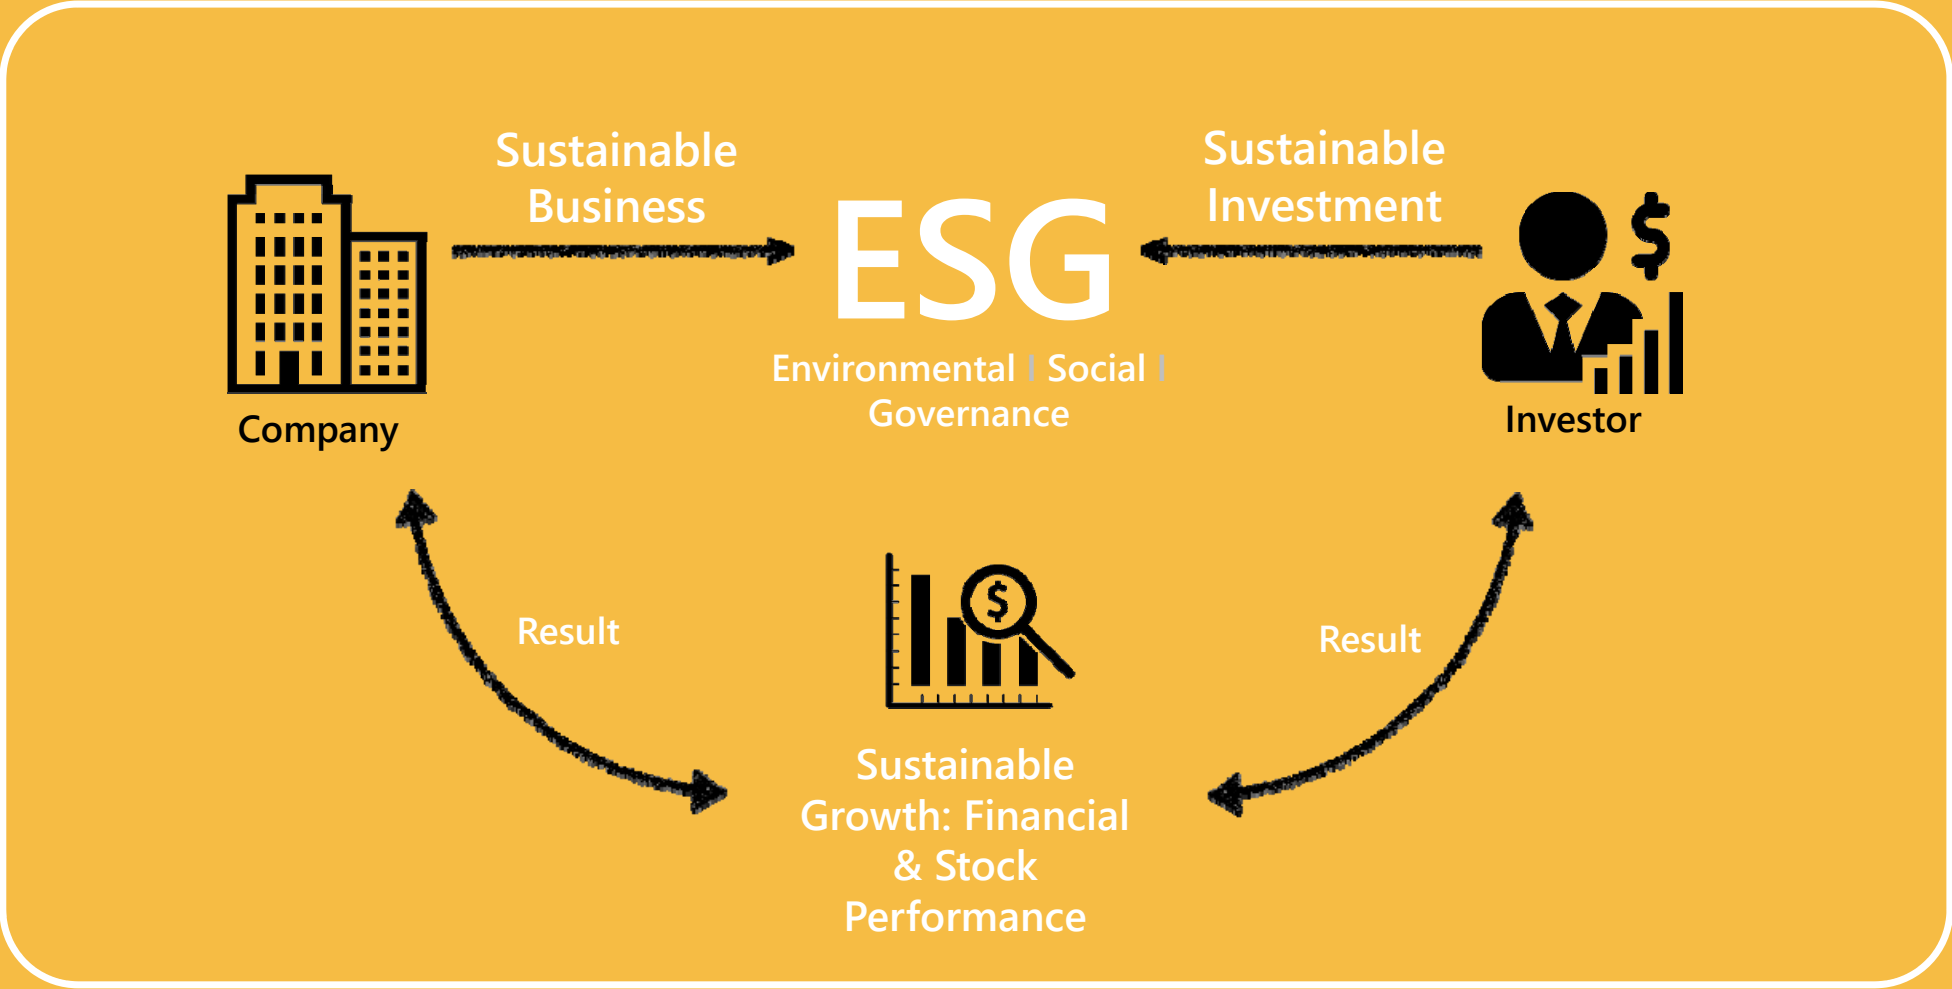 Sustainable
Business
Sustainable
Investment
ESG
$
Environmental | Social |
Governance
Company
Investor
Result
$
Result
Sustainable
Growth: Financial
& Stock
Performance